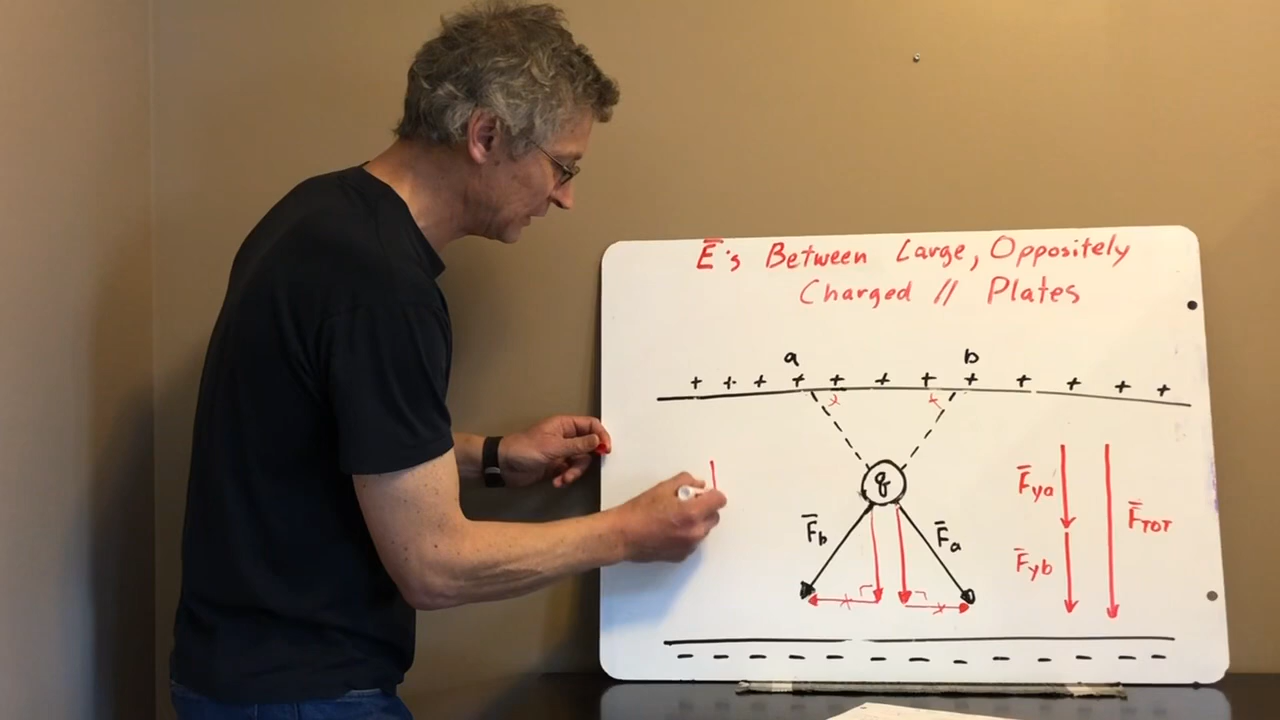 E̅'s Between Large, Oppositely
Charged // Plates
a b
+ + + + + + + + + + + +
q
F̅b F̅a
F̅ya
F̅yb
F̅TOT
- - - - - - - - - - - - -